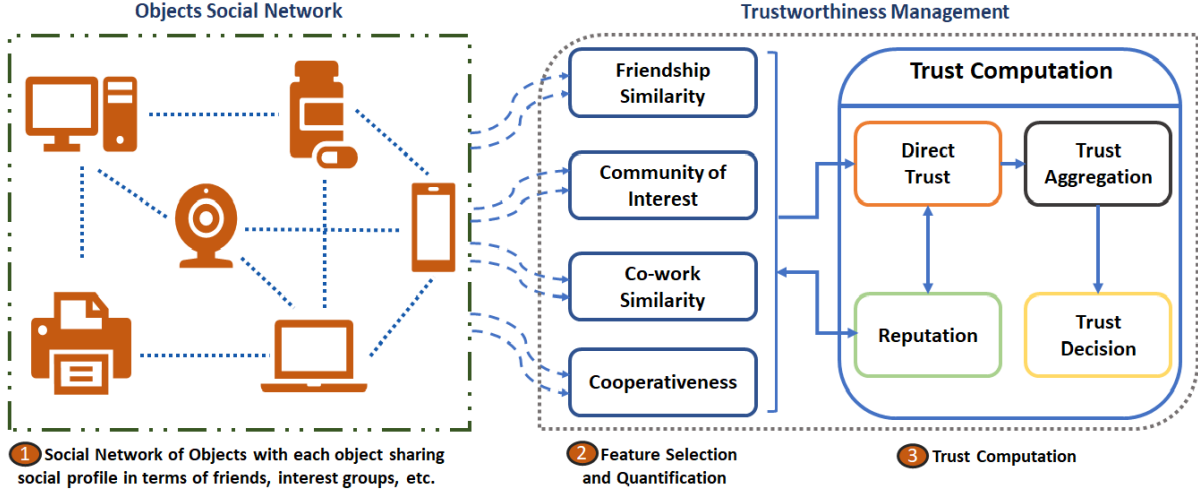 Objects Social Network
Trustworthiness Management
Friendship
Similarity
Community of
Interest
Co-work
Similarity
Cooperativeness
Trust Computation
Direct
Trust
Trust
Aggregation
Reputation
Trust
Decision
1 Social Network of Objects with each object sharing
social profile in terms of friends, interest groups, etc.
2 Feature Selection
and Quantification
3 Trust Computation